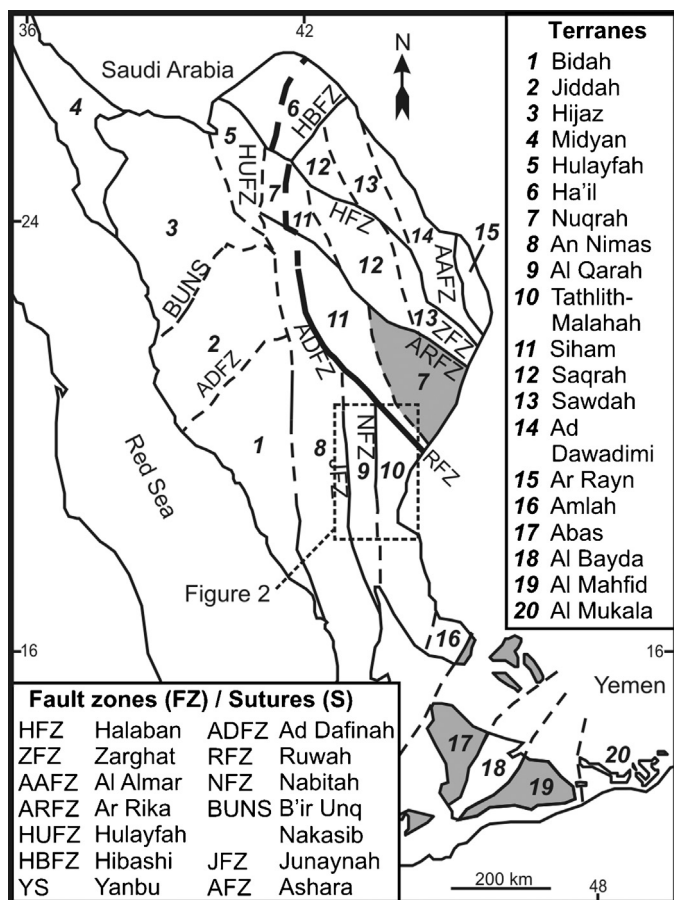 36
42
Saudi Arabia
N
4
5
6
HBFZ
HUFZ
7
12
13
HFZ
11
14
AAFZ
15
24
3
BUNS
12
13
ZFZ
ARFZ
7
11
ADFZ
2
ADFZ
1
8
JFZ
9
NFZ
10
RFZ
Red Sea
Figure 2
16
16
16
Yemen
17
18
19
20
200 km
48
Terranes
1 Bidah
2 Jiddah
3 Hijaz
4 Midyan
5 Hulayfah
6 Ha'il
7 Nuqrah
8 An Nimas
9 Al Qarah
10 Tathlith-
Malahah
11 Siham
12 Saqrah
13 Sawdah
14 Ad
Dawadimi
15 Ar Rayn
16 Amlah
17 Abas
18 Al Bayda
19 Al Mahfid
20 Al Mukala
Fault zones (FZ) / Sutures (S)
HFZ Halaban ADFZ Ad Dafinah
ZFZ Zarghat RFZ Ruwah
AAFZ Al Almar NFZ Nabitah
ARFZ Ar Rika BUNS B'ir Unq
HUFZ Hulayfah Nakasib
HBFZ Hibashi JFZ Junaynah
YS Yanbu AFZ Ashara